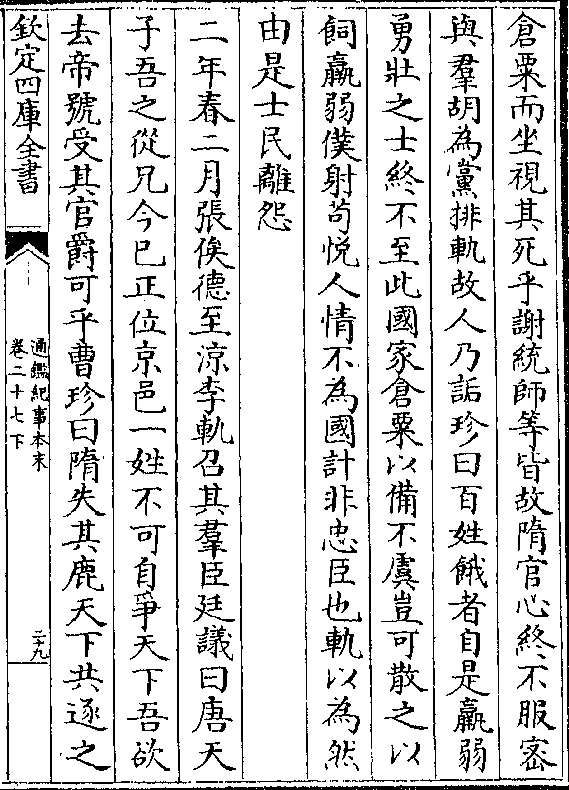 倉粟而坐視其死乎謝統師等皆故隋官心終不服密
與羣胡為黨排軌故人乃詬珍曰百姓餓者自是羸弱
勇壯之士終不至此國家倉粟以備不虞豈可散之以
飼羸弱僕射苟悅人情不為國計非忠臣也軌以為然
由是士民離怨
二年春二月張俟德至涼李軌召其羣臣廷議曰唐天
子吾之從兄今已正位京邑一姓不可自爭天下吾欲
去帝號受其官爵可乎曹珍曰隋失其鹿天下共逐之
欽定四庫全書
通鑑紀事本末
卷二十七下
二十九